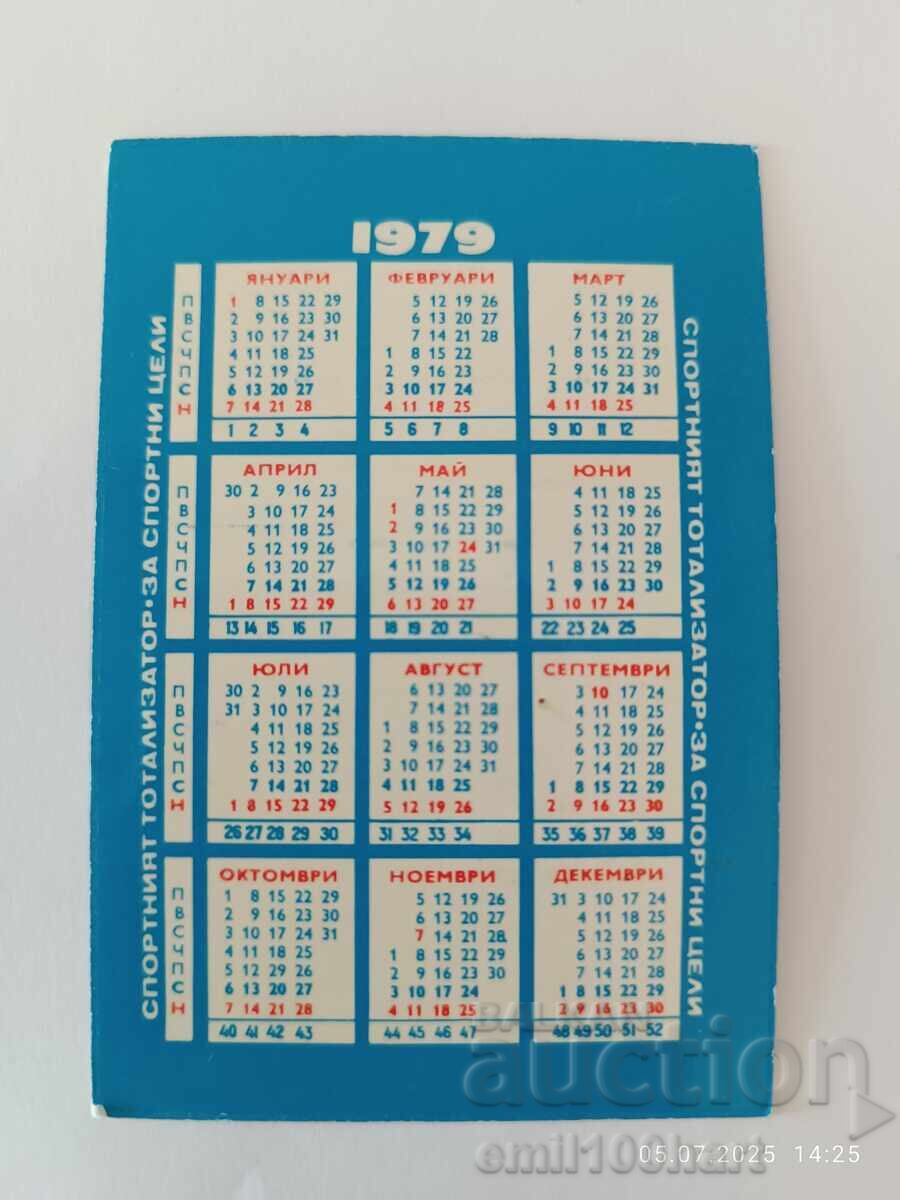 1979
СПОРТНИЯТ ТОТАЛИЗАТОР•ЗА СПОРТНИ ЦЕЛИ
П
В
С
Ч
П
С
Н
ЯНУАРИ
1 8 15 22 29
2 9 16 23 30
3 10 17 24 31
4 11 18 25
5 12 19 26
6 13 20 27
7 14 21 28
1 2 3 4
ФЕВРУАРИ
5 12 19 26
6 13 20 27
7 14 21 28
1 8 15 22
2 9 16 23
3 10 17 24
4 11 18 25
5 6 7 8
МАРТ
5 12 19 26
6 13 20 27
7 14 21 28
1 8 15 22 29
2 9 16 23 30
3 10 17 24 31
4 11 18 25
9 10 11 12
П
В
С
Ч
П
С
Н
АПРИЛ
30 2 9 16 23
3 10 17 24
4 11 18 25
5 12 19 26
6 13 20 27
7 14 21 28
1 8 15 22 29
13 14 15 16 17
МАЙ
7 14 21 28
1 8 15 22 29
2 9 16 23 30
3 10 17 24 31
4 11 18 25
5 12 19 26
6 13 20 27
18 19 20 21
ЮНИ
4 11 18 25
5 12 19 26
6 13 20 27
7 14 21 28
1 8 15 22 29
2 9 16 23 30
3 10 17 24
22 23 24 25
П
В
С
Ч
П
С
Н
ЮЛИ
30 2 9 16 23
31 3 10 17 24
4 11 18 25
5 12 19 26
6 13 20 27
7 14 21 28
1 8 15 22 29
26 27 28 29 30
АВГУСТ
6 13 20 27
7 14 21 28
1 8 15 22 29
2 9 16 23 30
3 10 17 24 31
4 11 18 25
5 12 19 26
31 32 33 34
СЕПТЕМВРИ
3 10 17 24
4 11 18 25
5 12 19 26
6 13 20 27
7 14 21 28
1 8 15 22 29
2 9 16 23 30
35 36 37 38 39
П
В
С
Ч
П
С
Н
ОКТОМВРИ
1 8 15 22 29
2 9 16 23 30
3 10 17 24 31
4 11 18 25
5 12 19 26
6 13 20 27
7 14 21 28
40 41 42 43
НОЕМВРИ
5 12 19 26
6 13 20 27
7 14 21 28
1 8 15 22 29
2 9 16 23 30
3 10 17 24
4 11 18 25
44 45 46 47
ДЕКЕМВРИ
31 3 10 17 24
4 11 18 25
5 12 19 26
6 13 20 27
7 14 21 28
1 8 15 22 29
2 9 16 23 30
48 49 50 51 52
СПОРТНИЯТ ТОТАЛИЗАТОР•ЗА СПОРТНИ ЦЕЛИ
BALKAN
auction
emil100hart
05.07.2025 14:25